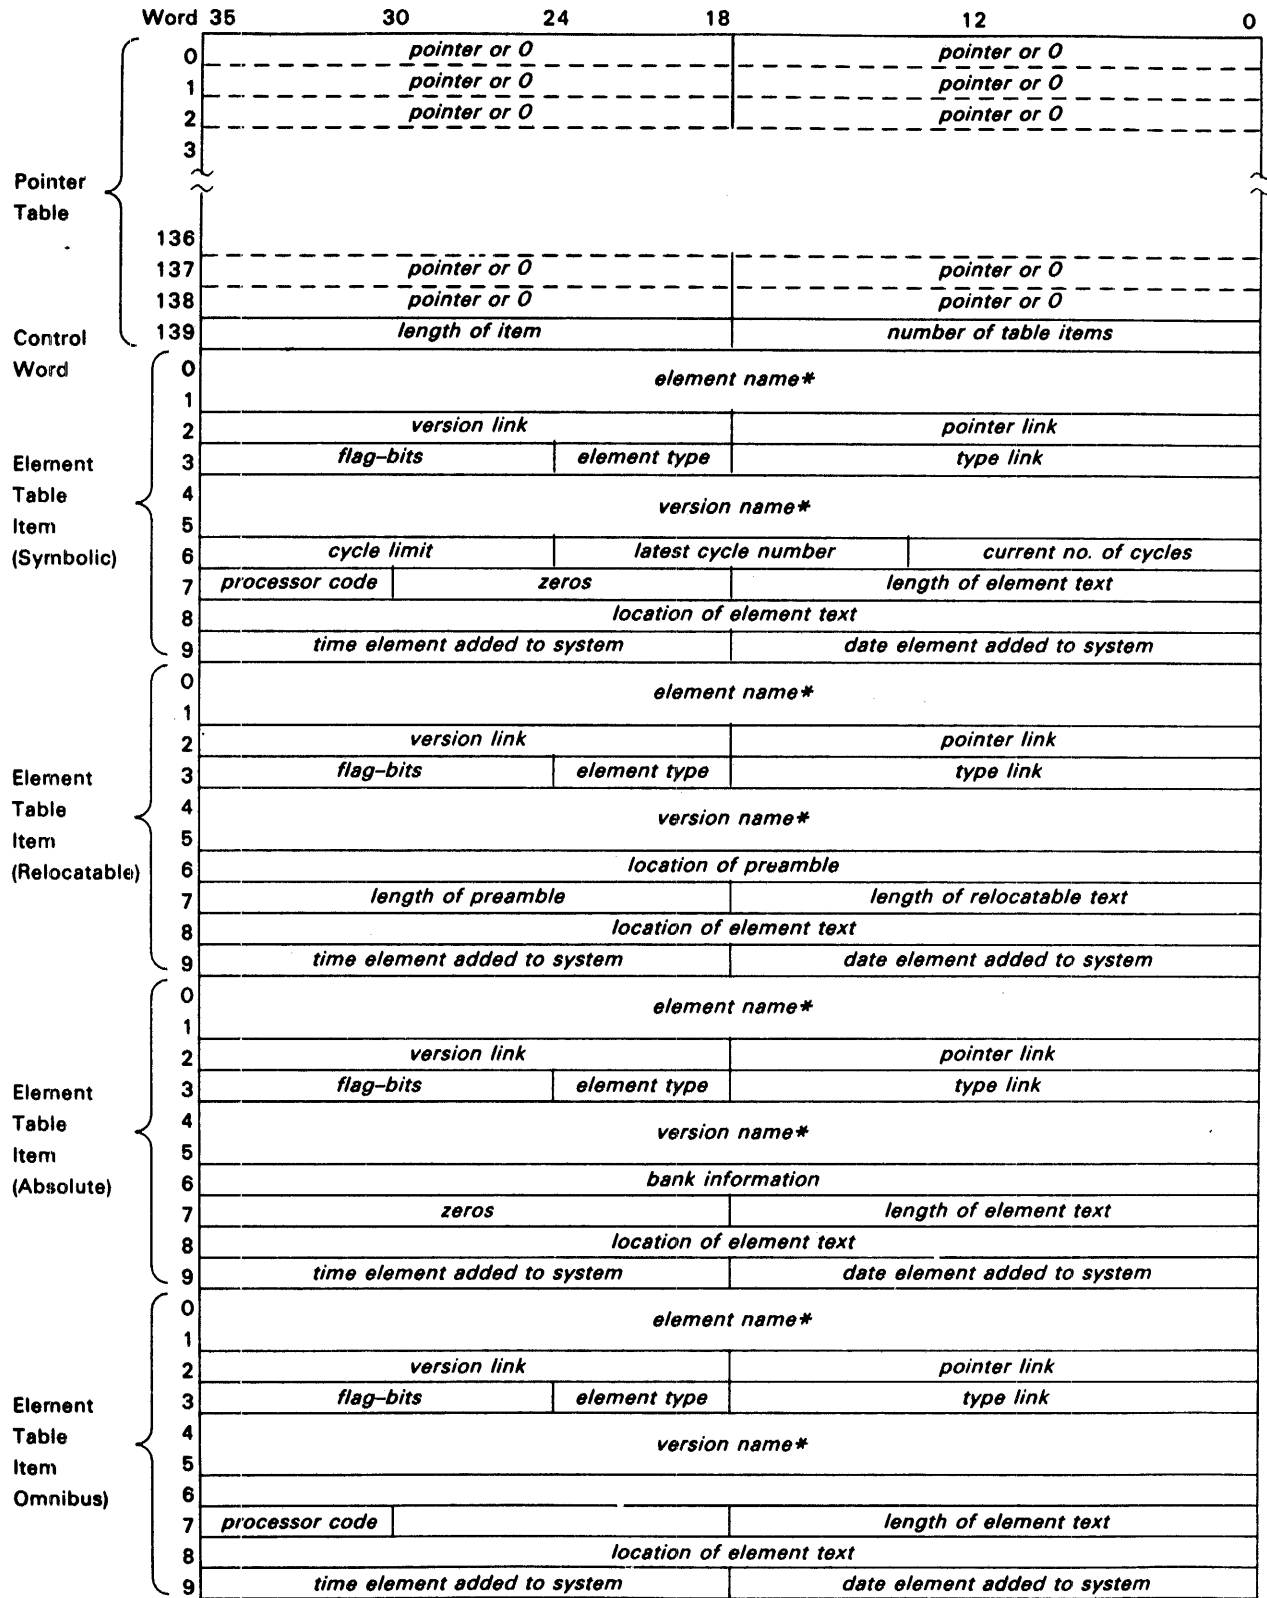 Word 35 30 24 18 12 0
0 pointer or 0 pointer or 0
1 pointer or 0 pointer or 0
2 pointer or 0 pointer or 0
3
Pointer
Table
136
137 pointer or 0 pointer or 0
138 pointer or 0 pointer or 0
Control 139 length of item number of table items
Word
0 element name*
1
2 version link pointer link
Element 3 flag-bits element type type link
Table 4
Item 5 version name*
(Symbolic) 6 cycle limit latest cycle number current no. of cycles
7 processor code zeros length of element text
8 location of element text
9 time element added to system date element added to system
0 element name*
1
2 version link pointer link
Element 3 flag-bits element type type link
Table 4
Item 5 version name*
(Relocatable) 6 location of preamble
7 length of preamble length of relocatable text
8 location of element text
9 time element added to system date element added to system
0 element name*
1
2 version link pointer link
Element 3 flag-bits element type type link
Table 4
Item 5 version name*
(Absolute) 6 bank information
7 zeros length of element text
8 location of element text
9 time element added to system date element added to system
0 element name*
1
2 version link pointer link
Element 3 flag-bits element type type link
Table 4
Item 5 version name*
Omnibus) 6
7 processor code length of element text
8 location of element text
9 time element added to system date element added to system